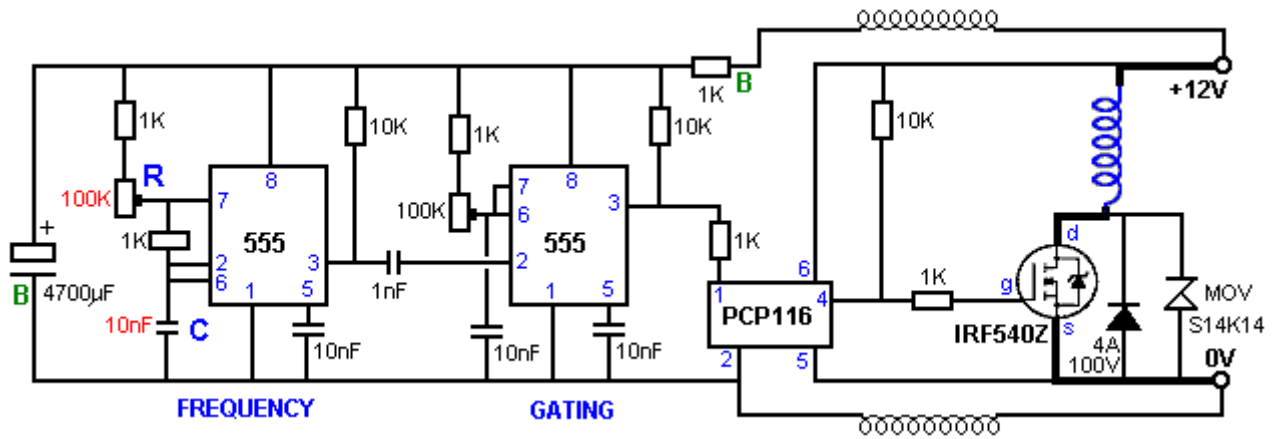 1K
B
+12V
1K
10K
1K
10K
10K
R
100K
1K
7
8
555
2
6
3
1
5
100K
7
6
8
3
555
2
1
5
1nF
1K
1K
+
B
4700µF
10nF
C
10nF
10nF
10nF
1
6
4
PCP116
2
5
d
g
s
IRF540Z
4A
100V
MOV
S14K14
0V
FREQUENCY
GATING